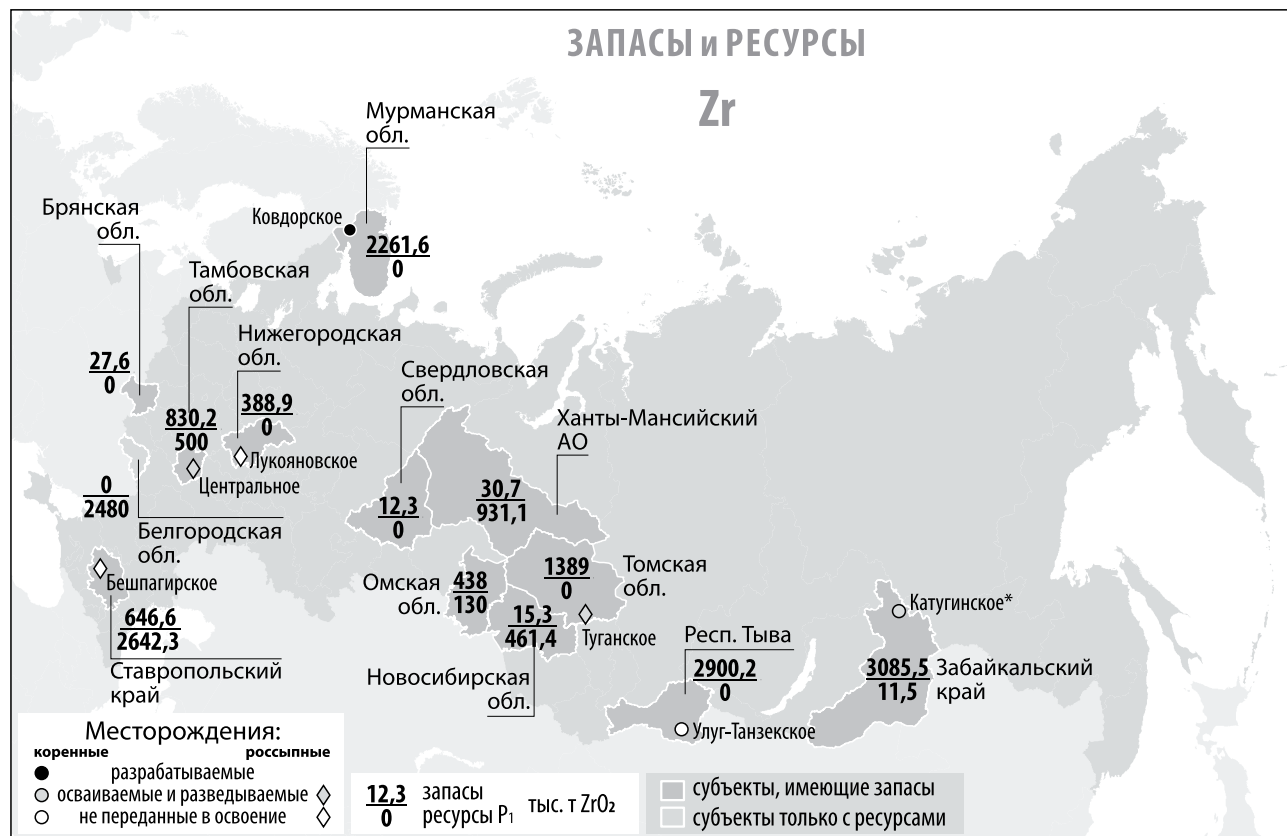 ЗАПАСЫ и РЕСУРСЫ
Zr
Мурманская
обл.
Ковдорское
2261,6
0
Брянская
обл.
27,6
0
Тамбовская
обл.
830,2
500
Центральное
Нижегородская
обл.
388,9
0
Лукояновское
Свердловская
обл.
12,3
0
Ханты-Мансийский
АО
30,7
931,1
0
2480
Белгородская
обл.
Бешпагирское
646,6
2642,3
Ставропольский
край
Омская
обл.
438
130
1389
0
Томская
обл.
Туганское
15,3
461,4
Новосибирская
обл.
Респ. Тыва
2900,2
0
Улуг-Танзекское
Катугинское*
3085,5
11,5
Забайкальский
край
Месторождения:
коренные россыпные
разрабатываемые
осваиваемые и разведываемые
не переданные в освоение
12,3
0
запасы
ресурсы P₁
тыс. т ZrO₂
субъекты, имеющие запасы
субъекты только с ресурсами